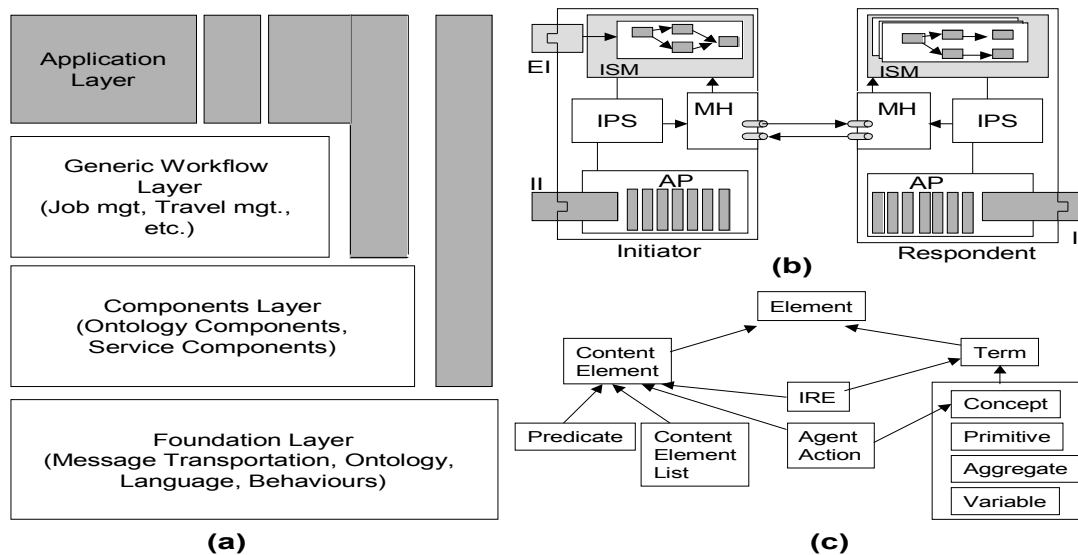 Application
Layer
Generic Workflow
Layer
(Job mgt, Travel mgt.,
etc.)
Components Layer
(Ontology Components,
Service Components)
Foundation Layer
(Message Transportation, Ontology,
Language, Behaviours)
(a)
EI
ISM
IPS
MH
II
AP
Initiator
ISM
MH
IPS
AP
I
Respondent
(b)
Element
Content
Element
Term
IRE
Concept
Predicate
Content
Element
List
Agent
Action
Primitive
Aggregate
Variable
(c)